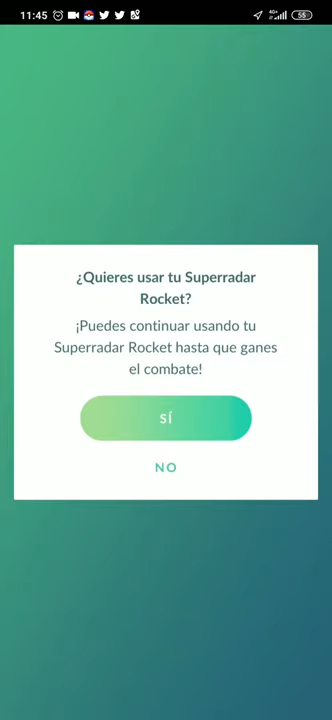 11:45
4G+
55
¿Quieres usar tu Superradar
Rocket?
¡Puedes continuar usando tu
Superradar Rocket hasta que ganes
el combate!
SÍ
NO